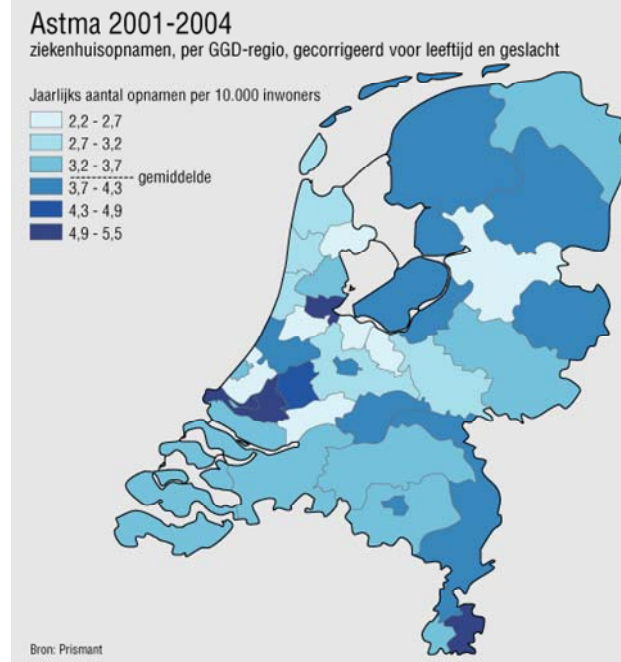 Astma 2001-2004
ziekenhuisopnamen, per GGD-regio, gecorrigeerd voor leeftijd en geslacht
Jaarlijks aantal opnamen per 10.000 inwoners
2,2 - 2,7
2,7 - 3,2
3,2 - 3,7
gemiddelde
3,7 - 4,3
4,3 - 4,9
4,9 - 5,5
Bron: Prismant